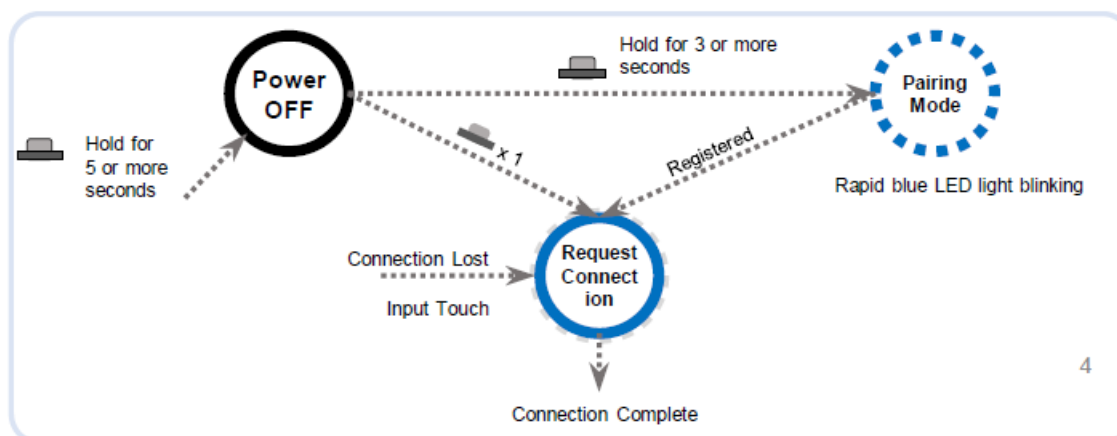 Power
OFF
Hold for 3 or more
seconds
Pairing
Mode
Hold for
5 or more
seconds
x 1
Registered
Rapid blue LED light blinking
Connection Lost
Input Touch
Request
Connect
ion
4
Connection Complete